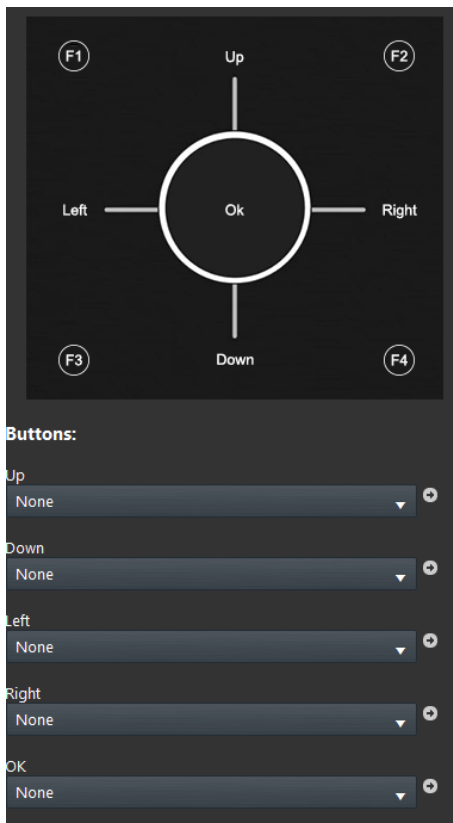 F1 Up F2
Left Ok Right
F3 Down F4
Buttons:
Up
None
Down
None
Left
None
Right
None
OK
None